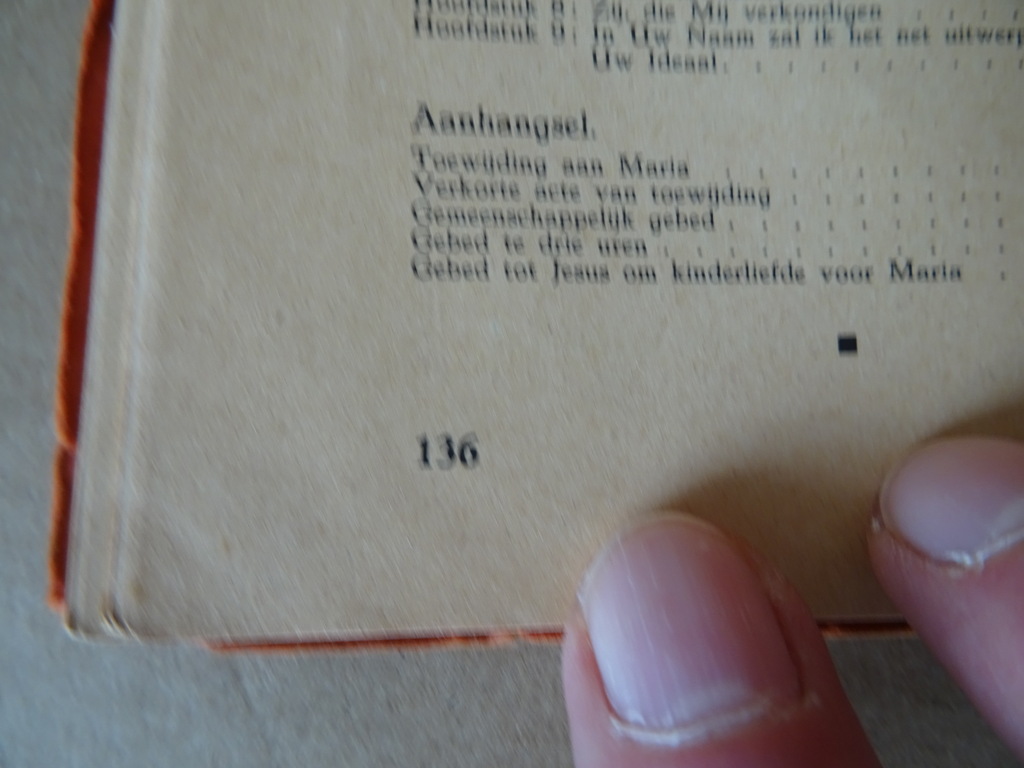 Hoofdstuk 8: Zij, die Mij verkondigen
Hoofdstuk 9: In Uw Naam zal ik het net uitwerp
Uw Ideaal.
Aanhangsel.
Toewijding aan Maria
Verkorte acte van toewijding
Gemeenschappelijk gebed
Gebed te drie uren
Gebed tot Jesus om kinderliefde voor Maria
136